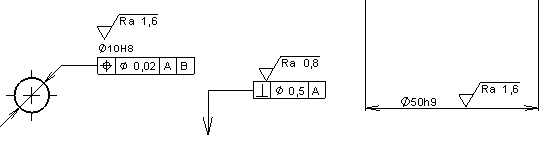 Ra 1,6
Ø10H8
⌖ Ø 0,02 A B
Ra 0,8
⊥ Ø 0,5 A
Ø50h9
Ra 1,6